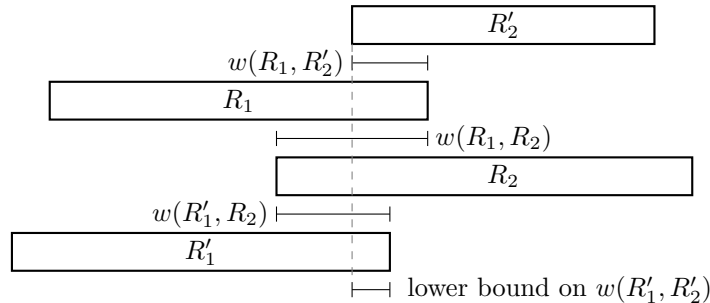 R′₂
w(R₁, R′₂)
R₁
w(R₁, R₂)
R₂
w(R′₁, R₂)
R′₁
lower bound on w(R′₁, R′₂)